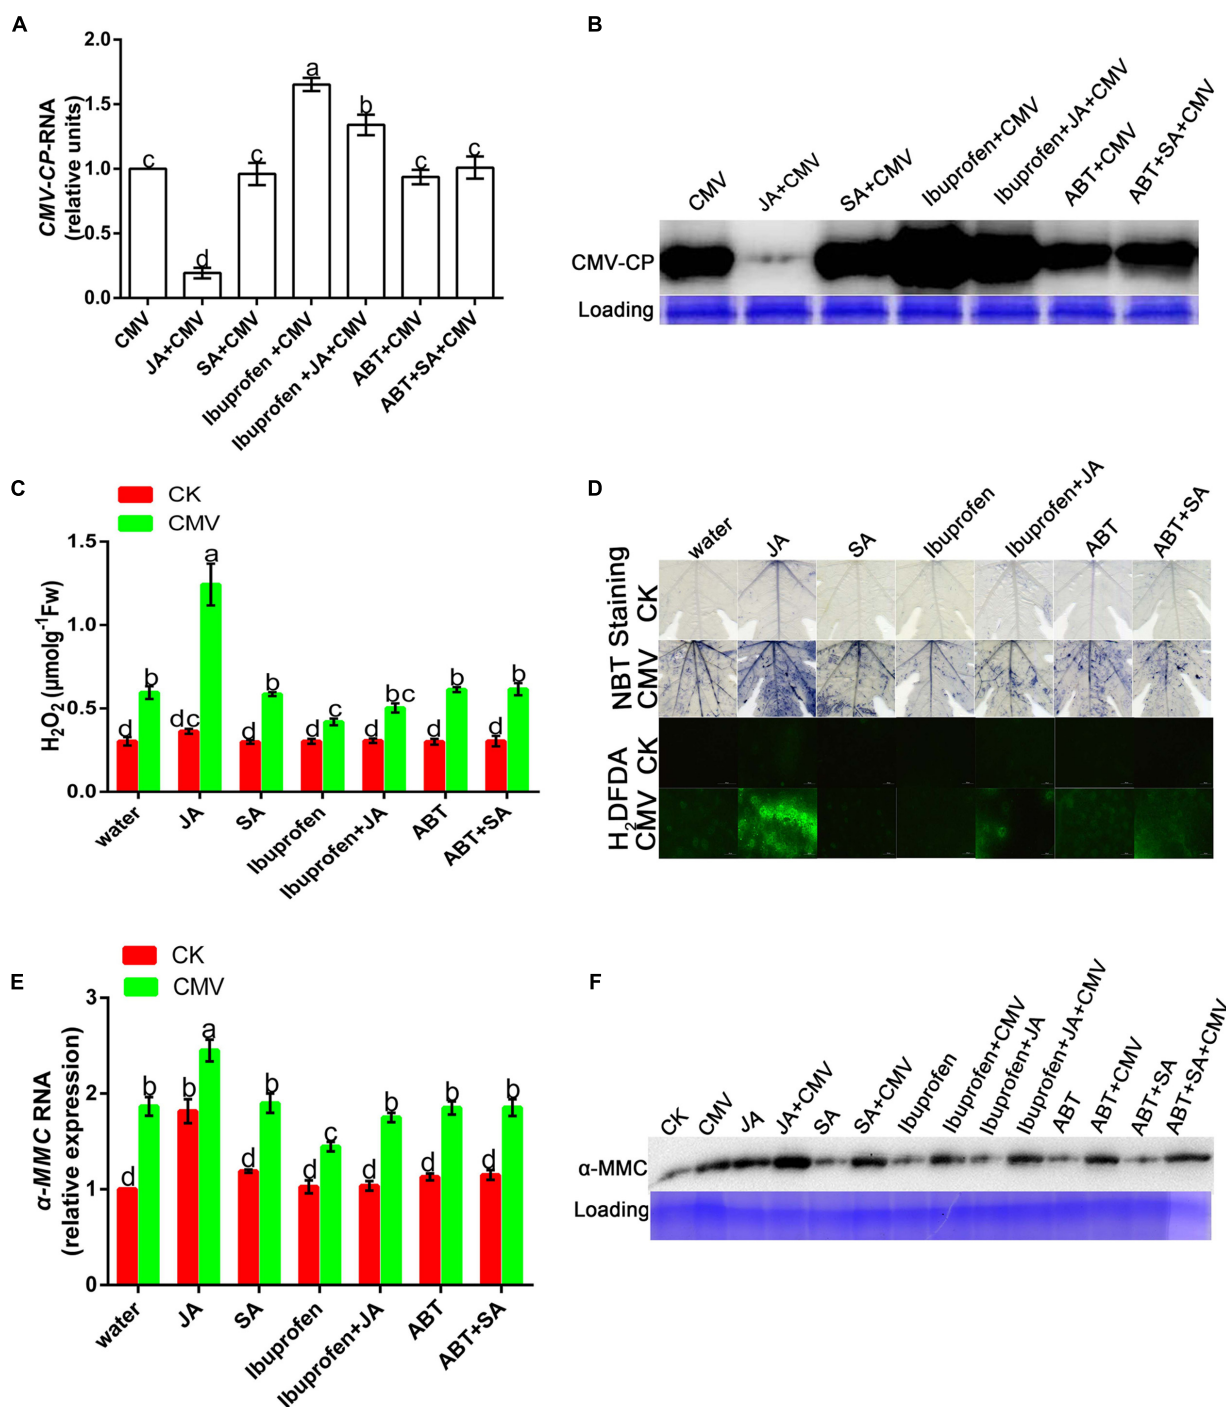 A
CMV-CP-RNA
(relative units)
2.0
1.5
1.0
0.5
0.0
c
d
c
a
b
c
c
CMV
JA+CMV
SA+CMV
Ibuprofen +CMV
Ibuprofen +JA+CMV
ABT+CMV
ABT+SA+CMV
B
CMV
JA+CMV
SA+CMV
Ibuprofen+CMV
Ibuprofen+JA+CMV
ABT+CMV
ABT+SA+CMV
CMV-CP
Loading
C
CK
CMV
H₂O₂ (μmolg⁻¹Fw)
1.5
1.0
0.5
0.0
d b
dc a
d b
d c
d bc
d b
d b
water
JA
SA
Ibuprofen
Ibuprofen+JA
ABT
ABT+SA
D
water
JA
SA
Ibuprofen
Ibuprofen+JA
ABT
ABT+SA
NBT Staining
CK
CMV
H₂DFDA
CK
CMV
E
CK
CMV
α-MMC RNA
(relative expression)
3
2
1
0
d b
b a
d b
d c
d b
d b
d b
water
JA
SA
Ibuprofen
Ibuprofen+JA
ABT
ABT+SA
F
CK
CMV
JA
JA+CMV
SA
SA+CMV
Ibuprofen
Ibuprofen+CMV
Ibuprofen+JA
Ibuprofen+JA+CMV
ABT
ABT+CMV
ABT+SA
ABT+SA+CMV
α-MMC
Loading